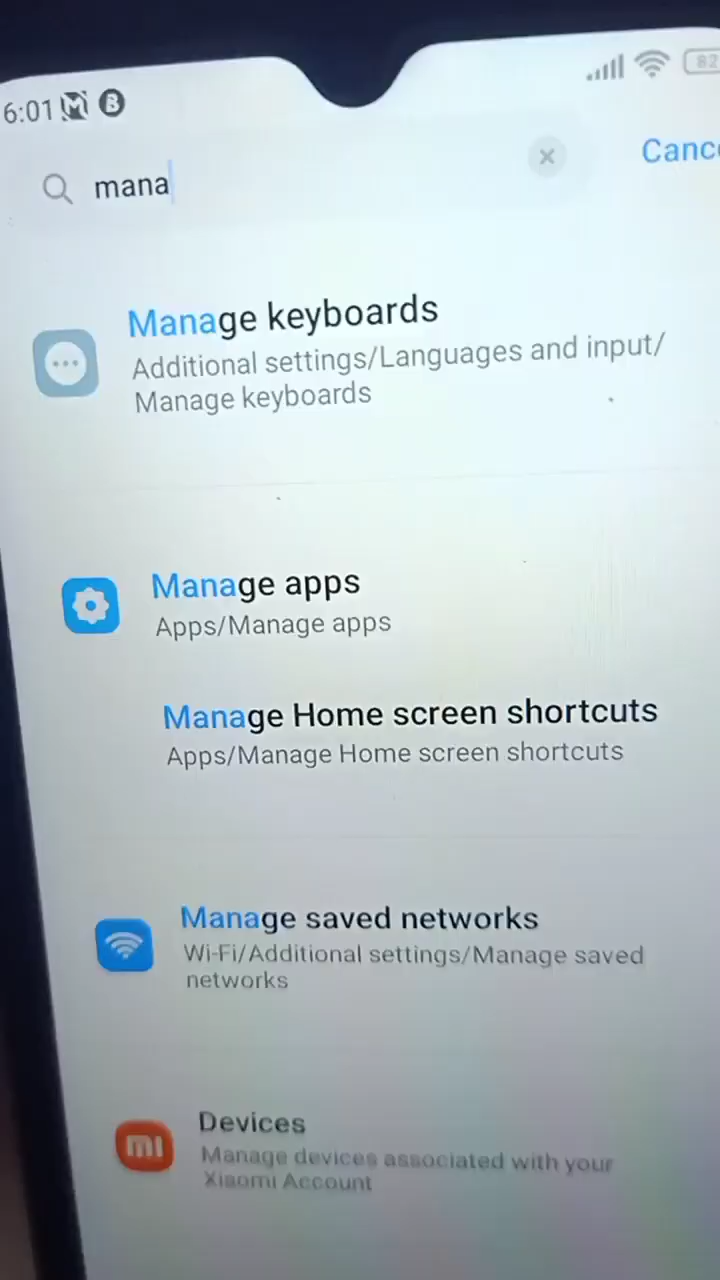 6:01
82
mana
Manage keyboards
Additional settings/Languages and input/
Manage keyboards
Manage apps
Apps/Manage apps
Manage Home screen shortcuts
Apps/Manage Home screen shortcuts
Manage saved networks
Wi-Fi/Additional settings/Manage saved
networks
mi
Devices
Manage devices associated with your
Xiaomi Account